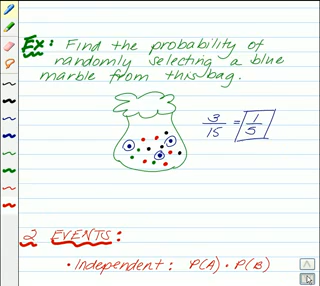 Ex: Find the probability of
randomly selecting a blue
marble from this bag.
3/15 = 1/5
2 EVENTS:
• Independent: P(A) · P(B)